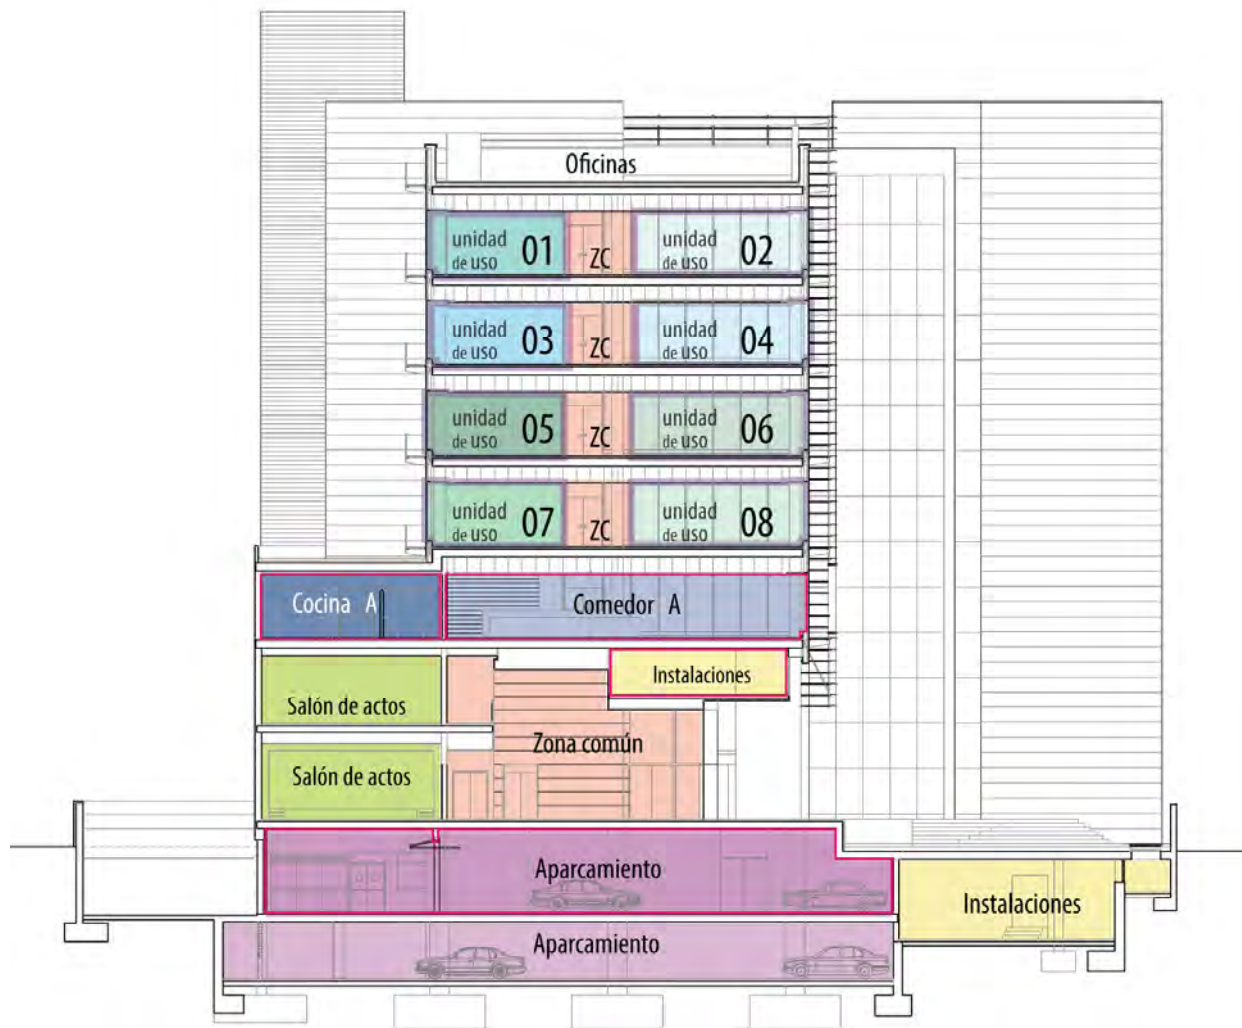 Oficinas
unidad de uso 01
ZC
unidad de uso 02
unidad de uso 03
ZC
unidad de uso 04
unidad de uso 05
ZC
unidad de uso 06
unidad de uso 07
ZC
unidad de uso 08
Cocina A
Comedor A
Instalaciones
Salón de actos
Zona común
Salón de actos
Aparcamiento
Instalaciones
Aparcamiento